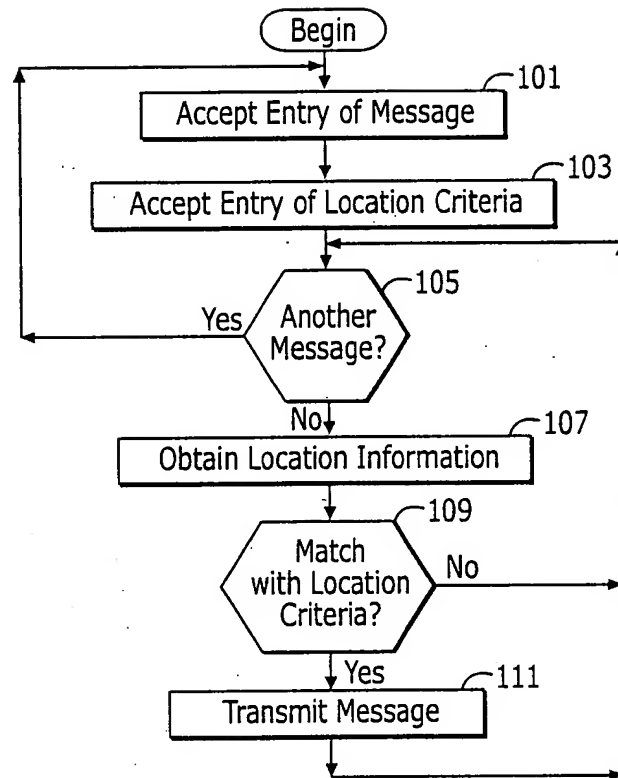 Begin
101
Accept Entry of Message
103
Accept Entry of Location Criteria
105
Yes
Another
Message?
No
107
Obtain Location Information
109
Match
with Location
Criteria?
No
Yes
111
Transmit Message